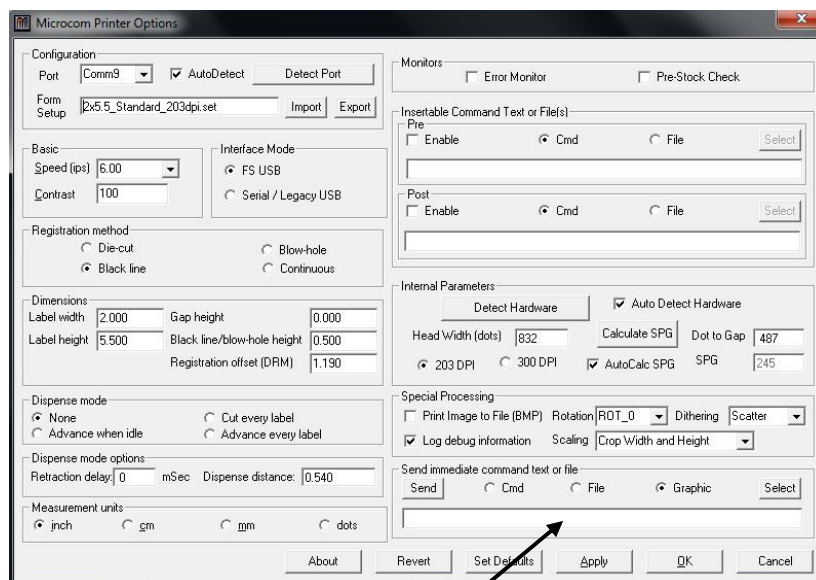 Microcom Printer Options
Configuration
Port Comm9 AutoDetect Detect Port
Form Setup 2x5.5_Standard_203dpi.set Import Export
Basic
Speed (ips) 6.00
Contrast 100
Interface Mode
FS USB
Serial / Legacy USB
Registration method
Die-cut Blow-hole
Black line Continuous
Dimensions
Label width 2.000 Gap height 0.000
Label height 5.500 Black line/blow-hole height 0.500
Registration offset (DRM) 1.190
Dispense mode
None Cut every label
Advance when idle Advance every label
Dispense mode options
Retraction delay: 0 mSec Dispense distance: 0.540
Measurement units
inch cm mm dots
Monitors
Error Monitor Pre-Stock Check
Insertable Command Text or File(s)
Pre
Enable Cmd File Select
Post
Enable Cmd File Select
Internal Parameters
Detect Hardware Auto Detect Hardware
Head Width (dots) 832 Calculate SPG Dot to Gap 487
203 DPI 300 DPI AutoCalc SPG SPG 245
Special Processing
Print Image to File (BMP) Rotation ROT_0 Dithering Scatter
Log debug information Scaling Crop Width and Height
Send immediate command text or file
Send Cmd File Graphic Select
About Revert Set Defaults Apply OK Cancel